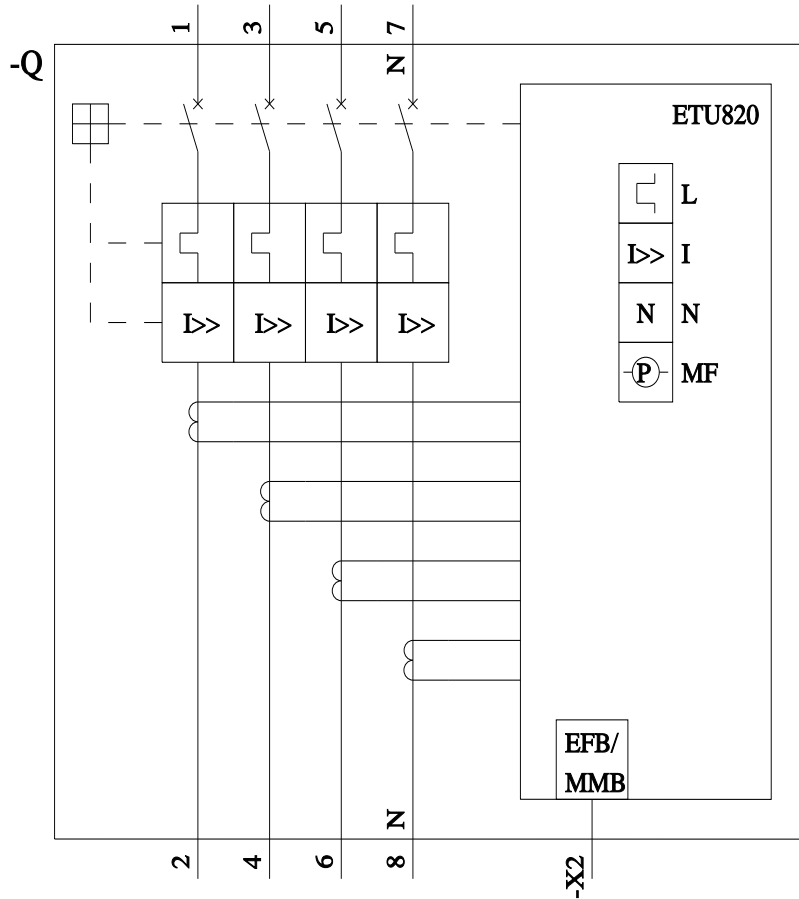 1 3 5 7
-Q
N
ETU820
L
I>> I
I>> I>> I>> I>>
N N
P MF
EFB/
MMB
N
2 4 6 8
-X2